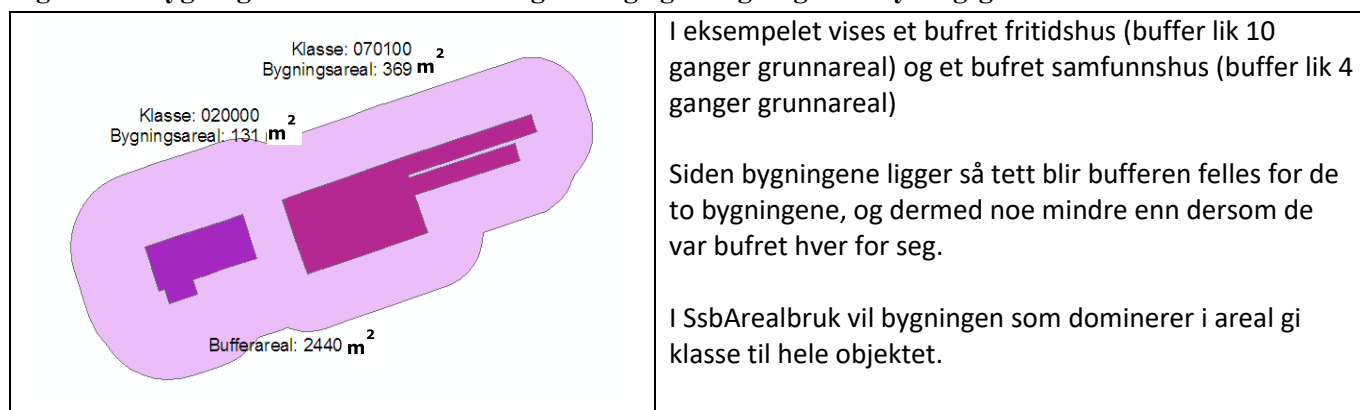 Klasse: 070100
Bygningsareal: 369 m²
Klasse: 020000
Bygningsareal: 131 m²
Bufferareal: 2440 m²
I eksempelet vises et bufret fritidshus (buffer lik 10
ganger grunnareal) og et bufret samfunnshus (buffer lik 4
ganger grunnareal)
Siden bygningene ligger så tett blir bufferen felles for de
to bygningene, og dermed noe mindre enn dersom de
var bufret hver for seg.
I SsbArealbruk vil bygningen som dominerer i areal gi
klasse til hele objektet.